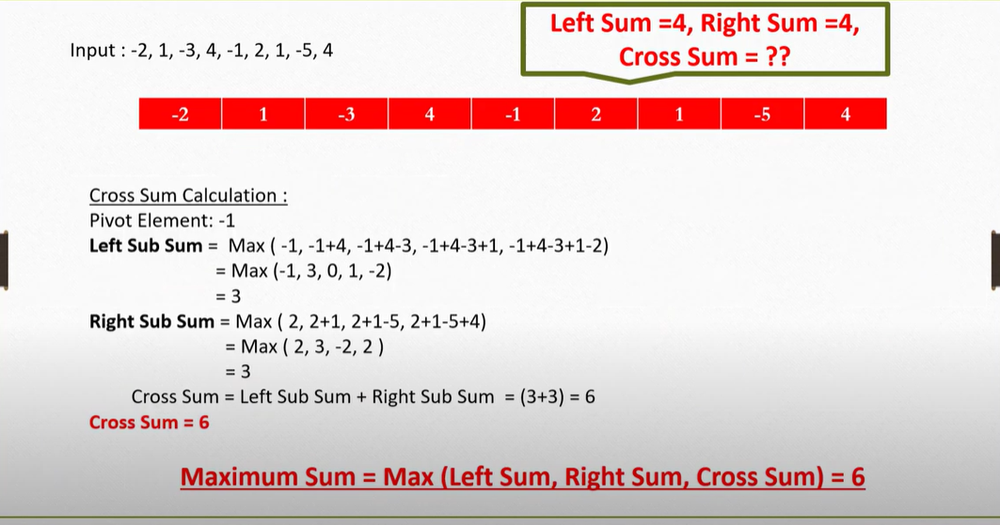 Left Sum =4, Right Sum =4,
Cross Sum = ??
Input : -2, 1, -3, 4, -1, 2, 1, -5, 4
-2 1 -3 4 -1 2 1 -5 4
Cross Sum Calculation :
Pivot Element: -1
Left Sub Sum = Max ( -1, -1+4, -1+4-3, -1+4-3+1, -1+4-3+1-2)
= Max (-1, 3, 0, 1, -2)
= 3
Right Sub Sum = Max ( 2, 2+1, 2+1-5, 2+1-5+4)
= Max ( 2, 3, -2, 2 )
= 3
Cross Sum = Left Sub Sum + Right Sub Sum = (3+3) = 6
Cross Sum = 6
Maximum Sum = Max (Left Sum, Right Sum, Cross Sum) = 6